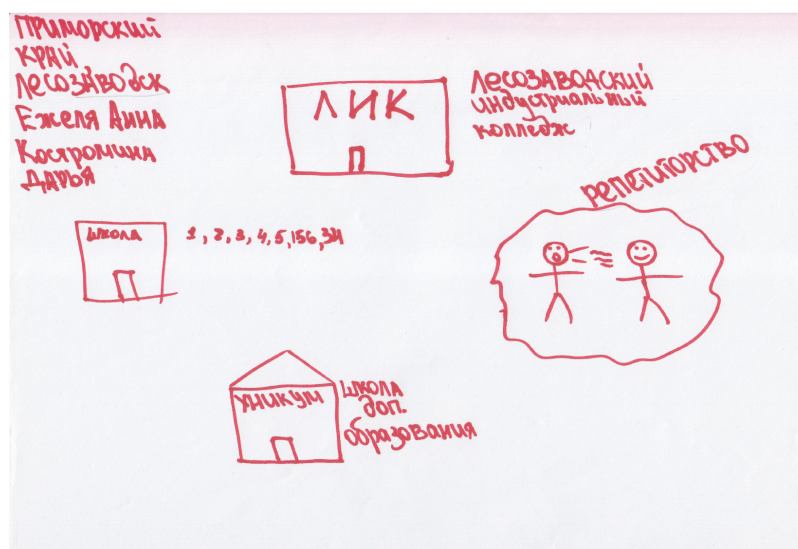 Приморский
край
Лесозаводск
Ежеля Анна
Костромина
Дарья
ЛИК
Лесозаводский
индустриальный
колледж
репетиторство
школа
1, 2, 3, 4, 5, 156, 34
уникум
школа
доп.
образования